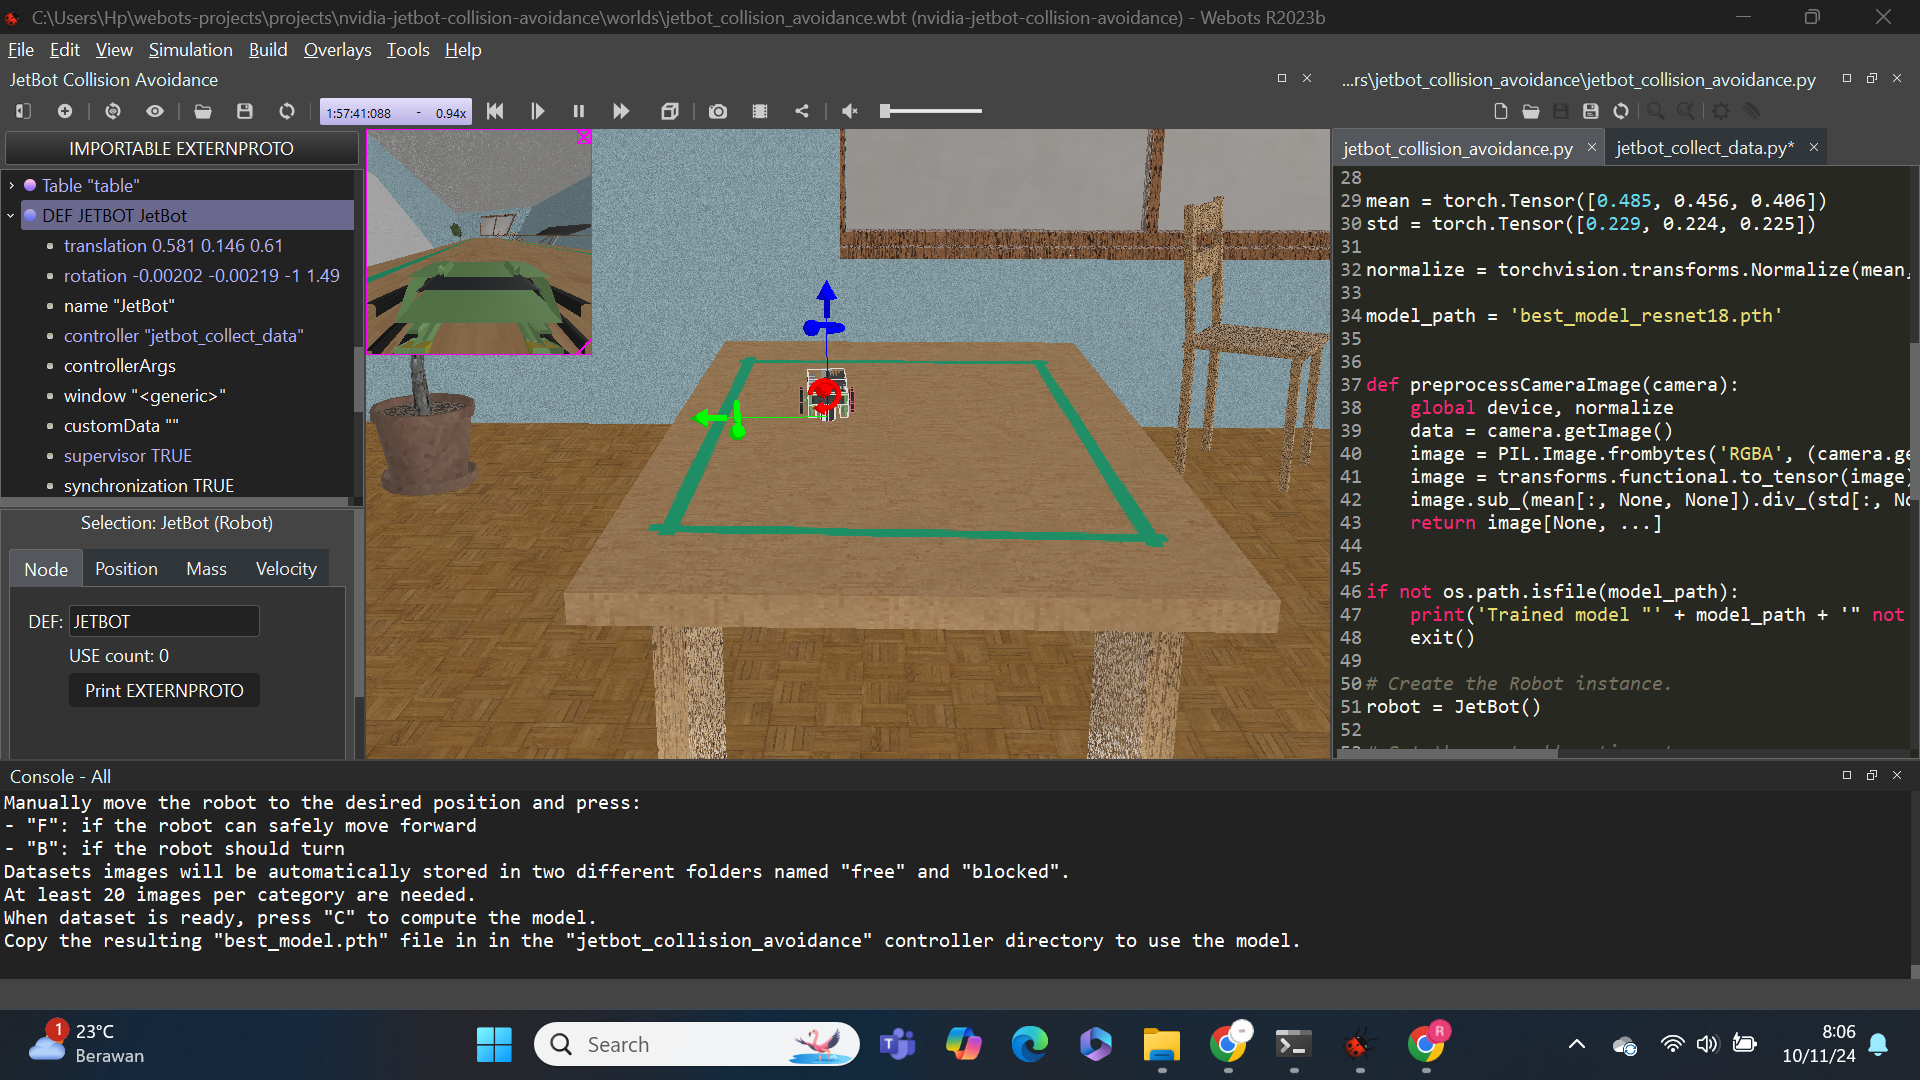 C:\Users\Hp\webots-projects\projects\nvidia-jetbot-collision-avoidance\worlds\jetbot_collision_avoidance.wbt (nvidia-jetbot-collision-avoidance) - Webots R2023b
File Edit View Simulation Build Overlays Tools Help
JetBot Collision Avoidance
1:57:41:088 - 0.94x
IMPORTABLE EXTERNPROTO
Table "table"
DEF JETBOT JetBot
translation 0.581 0.146 0.61
rotation -0.00202 -0.00219 -1 1.49
name "JetBot"
controller "jetbot_collect_data"
controllerArgs
window "<generic>"
customData ""
supervisor TRUE
synchronization TRUE
Selection: JetBot (Robot)
Node Position Mass Velocity
DEF: JETBOT
USE count: 0
Print EXTERNPROTO
...rs\jetbot_collision_avoidance\jetbot_collision_avoidance.py
jetbot_collision_avoidance.py jetbot_collect_data.py*
28
29 mean = torch.Tensor([0.485, 0.456, 0.406])
30 std = torch.Tensor([0.229, 0.224, 0.225])
31
32 normalize = torchvision.transforms.Normalize(mean,
33
34 model_path = 'best_model_resnet18.pth'
35
36
37 def preprocessCameraImage(camera):
38 global device, normalize
39 data = camera.getImage()
40 image = PIL.Image.frombytes('RGBA', (camera.ge
41 image = transforms.functional.to_tensor(image)
42 image.sub_(mean[:, None, None]).div_(std[:, No
43 return image[None, ...]
44
45
46 if not os.path.isfile(model_path):
47 print('Trained model "' + model_path + '" not
48 exit()
49
50 # Create the Robot instance.
51 robot = JetBot()
52
Console - All
Manually move the robot to the desired position and press:
- "F": if the robot can safely move forward
- "B": if the robot should turn
Datasets images will be automatically stored in two different folders named "free" and "blocked".
At least 20 images per category are needed.
When dataset is ready, press "C" to compute the model.
Copy the resulting "best_model.pth" file in in the "jetbot_collision_avoidance" controller directory to use the model.
1
23°C
Berawan
Search
R
8:06
10/11/24